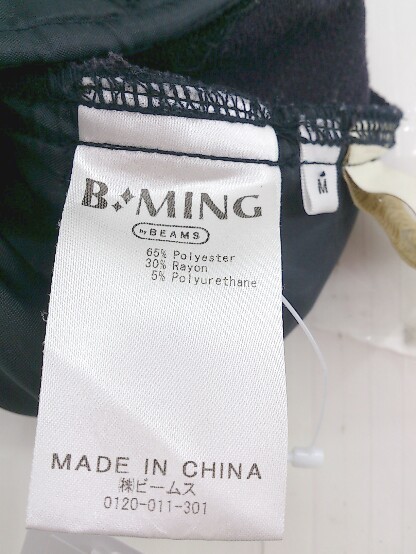 B:MING
by BEAMS
65% Polyester
30% Rayon
5% Polyurethane
M
MADE IN CHINA
㈱ビームス
0120-011-301